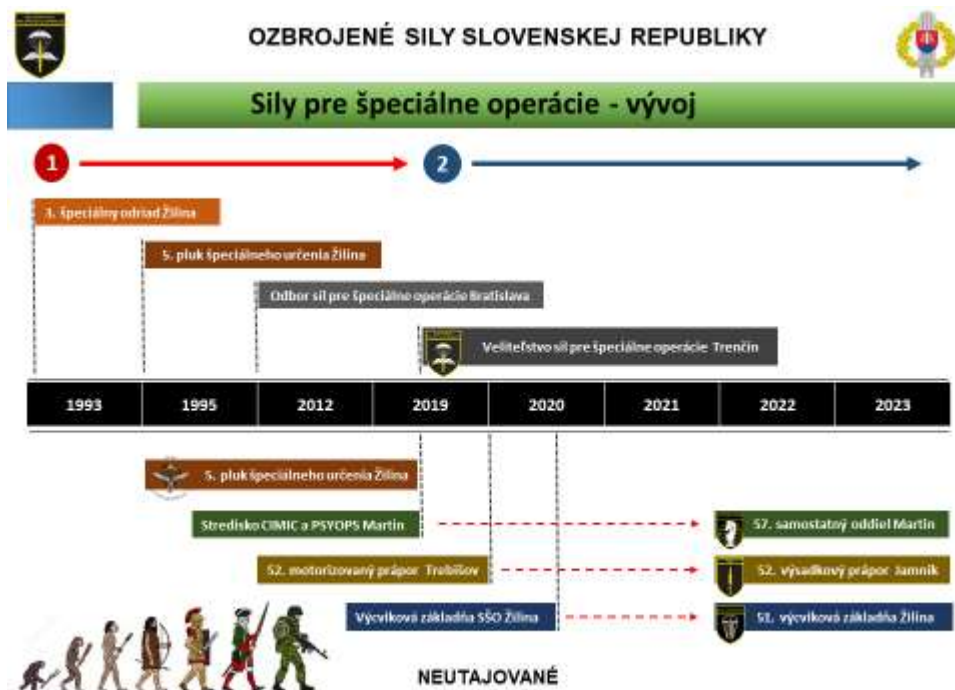 OZBROJENÉ SILY SLOVENSKEJ REPUBLIKY
Sily pre špeciálne operácie - vývoj
1
2
1. špeciálny odriad Žilina
5. pluk špeciálneho určenia Žilina
Odbor síl pre špeciálne operácie Bratislava
Veliteľstvo síl pre špeciálne operácie Trenčín
1993 1995 2012 2019 2020 2021 2022 2023
5. pluk špeciálneho určenia Žilina
Stredisko CIMIC a PSYOPS Martin
57. samostatný oddiel Martin
52. motorizovaný prápor Trebišov
52. výsadkový prápor Jamník
Výcviková základňa SŠO Žilina
51. výcviková základňa Žilina
NEUTAJOVANÉ